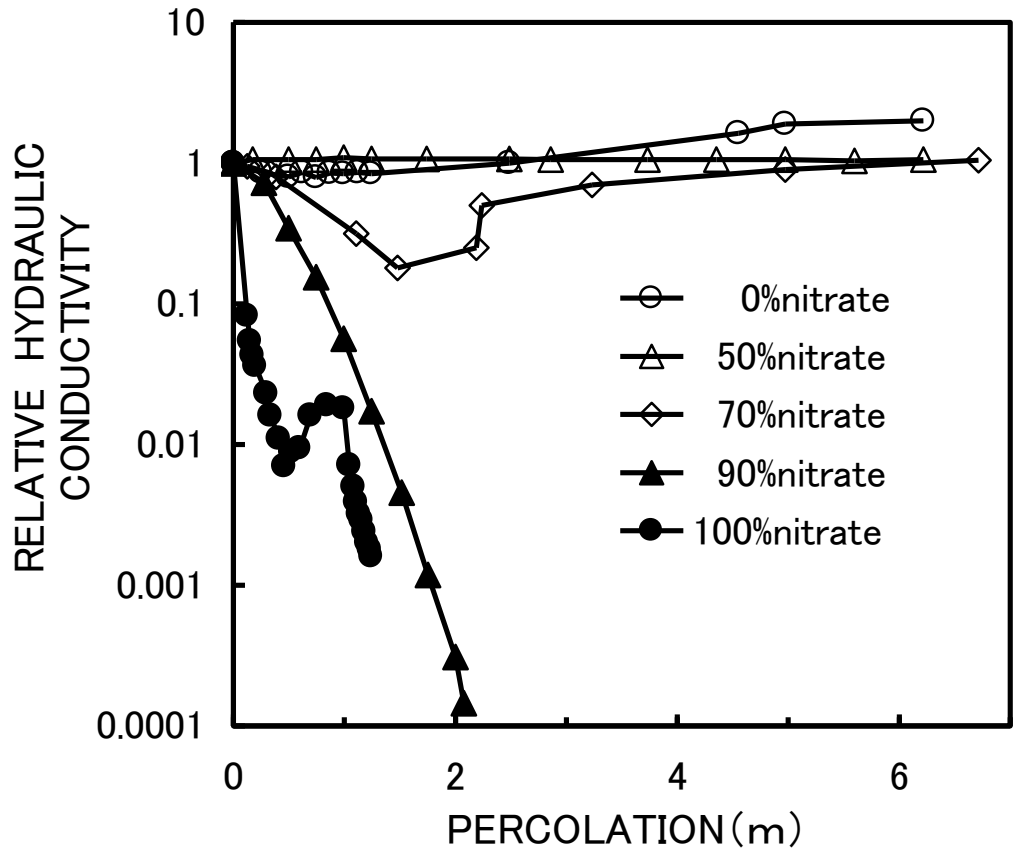 10
1
0.1
0.01
0.001
0.0001
RELATIVE HYDRAULIC
CONDUCTIVITY
0%nitrate
50%nitrate
70%nitrate
90%nitrate
100%nitrate
0 2 4 6
PERCOLATION（m）